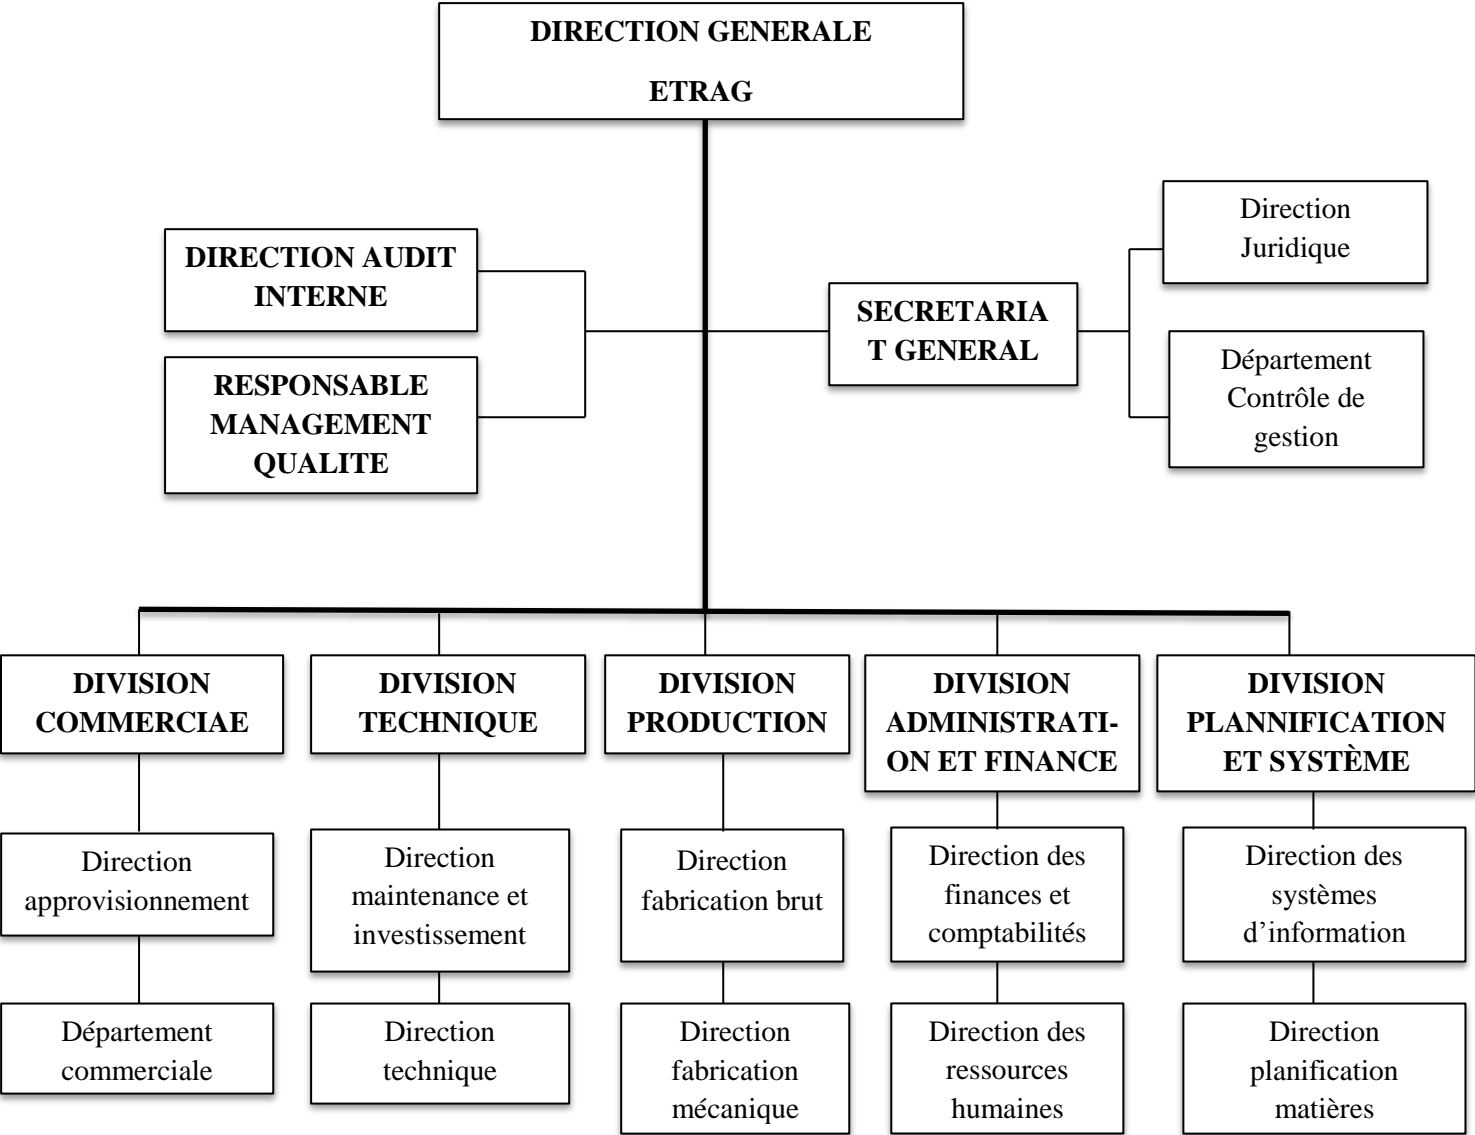 DIRECTION GENERALE
ETRAG
DIRECTION AUDIT
INTERNE
RESPONSABLE
MANAGEMENT
QUALITE
SECRETARIA
T GENERAL
Direction
Juridique
Département
Contrôle de
gestion
DIVISION
COMMERCIAE
DIVISION
TECHNIQUE
DIVISION
PRODUCTION
DIVISION
ADMINISTRATI-
ON ET FINANCE
DIVISION
PLANNIFICATION
ET SYSTÈME
Direction
approvisionnement
Direction
maintenance et
investissement
Direction
fabrication brut
Direction des
finances et
comptabilités
Direction des
systèmes
d’information
Département
commerciale
Direction
technique
Direction
fabrication
mécanique
Direction des
ressources
humaines
Direction
planification
matières